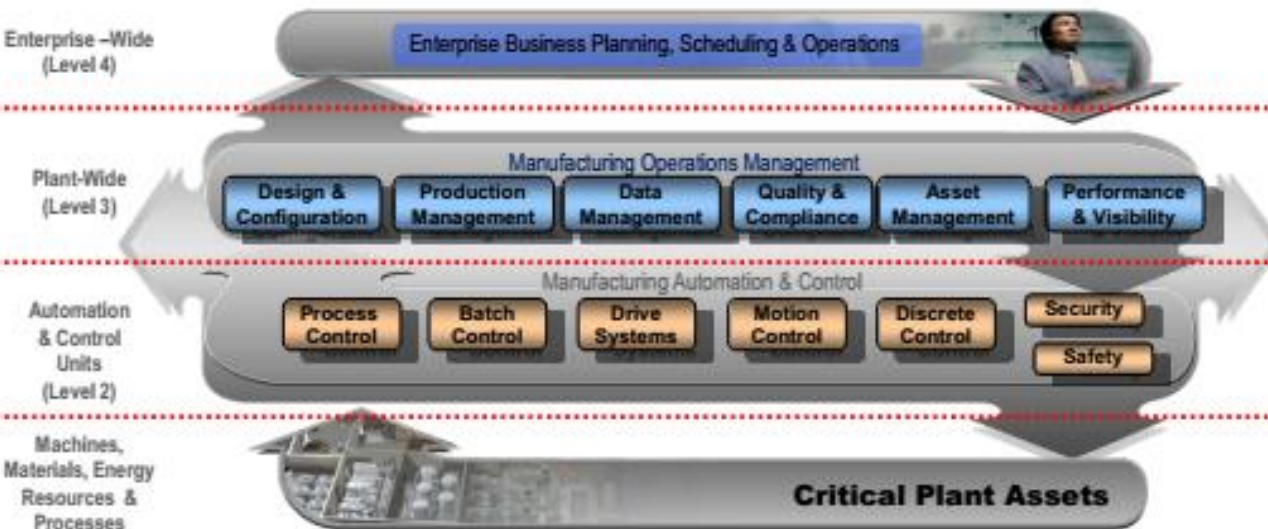 Enterprise –Wide
(Level 4)
Enterprise Business Planning, Scheduling & Operations
Plant-Wide
(Level 3)
Manufacturing Operations Management
Design &
Configuration
Production
Management
Data
Management
Quality &
Compliance
Asset
Management
Performance
& Visibility
Automation
& Control
Units
(Level 2)
Manufacturing Automation & Control
Process
Control
Batch
Control
Drive
Systems
Motion
Control
Discrete
Control
Security
Safety
Machines,
Materials, Energy
Resources &
Processes
Critical Plant Assets